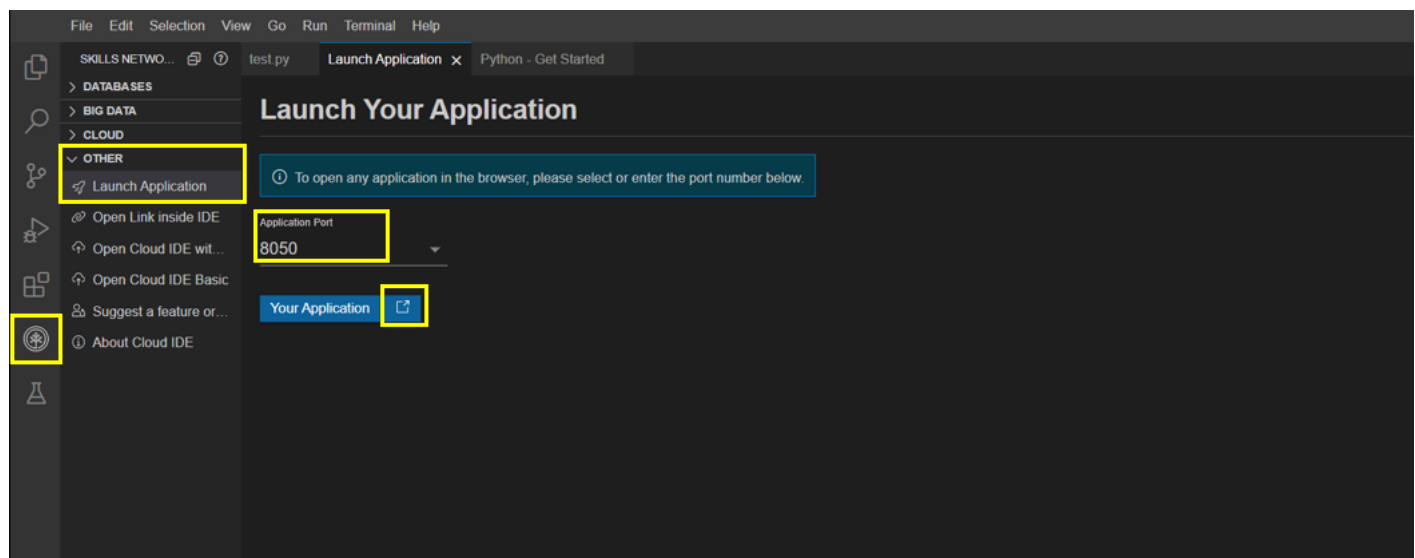 File Edit Selection View Go Run Terminal Help
SKILLS NETWO...
test.py Launch Application Python - Get Started
DATABASES
BIG DATA
CLOUD
OTHER
Launch Application
Open Link inside IDE
Open Cloud IDE wit...
Open Cloud IDE Basic
Suggest a feature or...
About Cloud IDE
Launch Your Application
To open any application in the browser, please select or enter the port number below.
Application Port
8050
Your Application